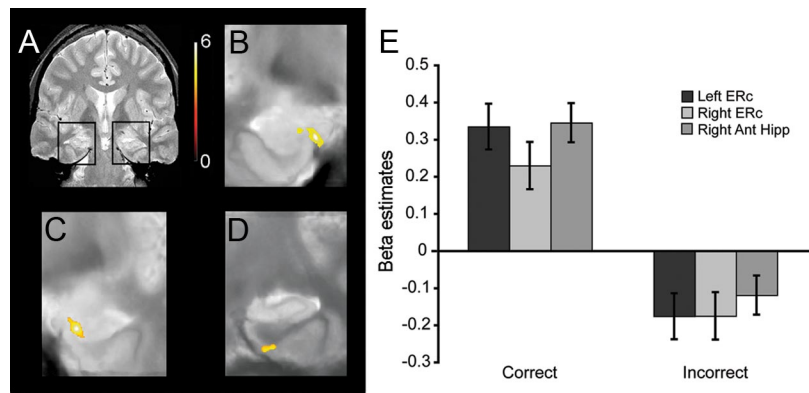 A
6
0
B
C
D
E
Beta estimates
0.5
0.4
0.3
0.2
0.1
0
-0.1
-0.2
-0.3
Left ERc
Right ERc
Right Ant Hipp
Correct
Incorrect